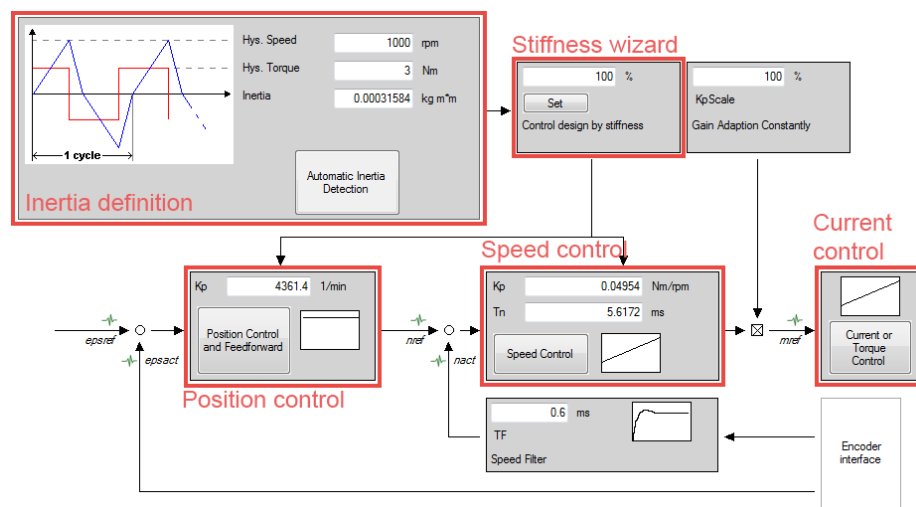 Hys. Speed 1000 rpm
Hys. Torque 3 Nm
Inertia 0.00031584 kg m*m
1 cycle
Automatic Inertia
Detection
Inertia definition
Stiffness wizard
100 %
Set
Control design by stiffness
100 %
KpScale
Gain Adaption Constantly
Speed control
Current
control
Kp 4361.4 1/min
Position Control
and Feedforward
Position control
Kp 0.04954 Nm/rpm
Tn 5.6172 ms
Speed Control
Current or
Torque
Control
epsref
epsact
nref
nact
mref
0.6 ms
TF
Speed Filter
Encoder
interface